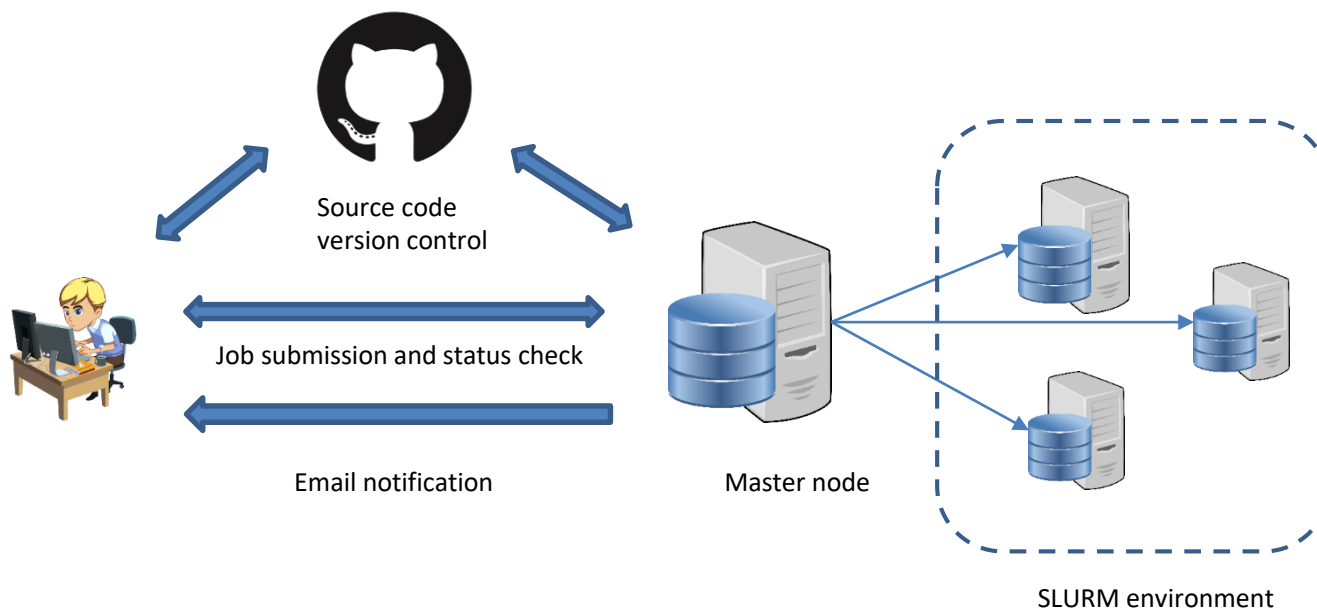 Source code
version control
Job submission and status check
Email notification
Master node
SLURM environment